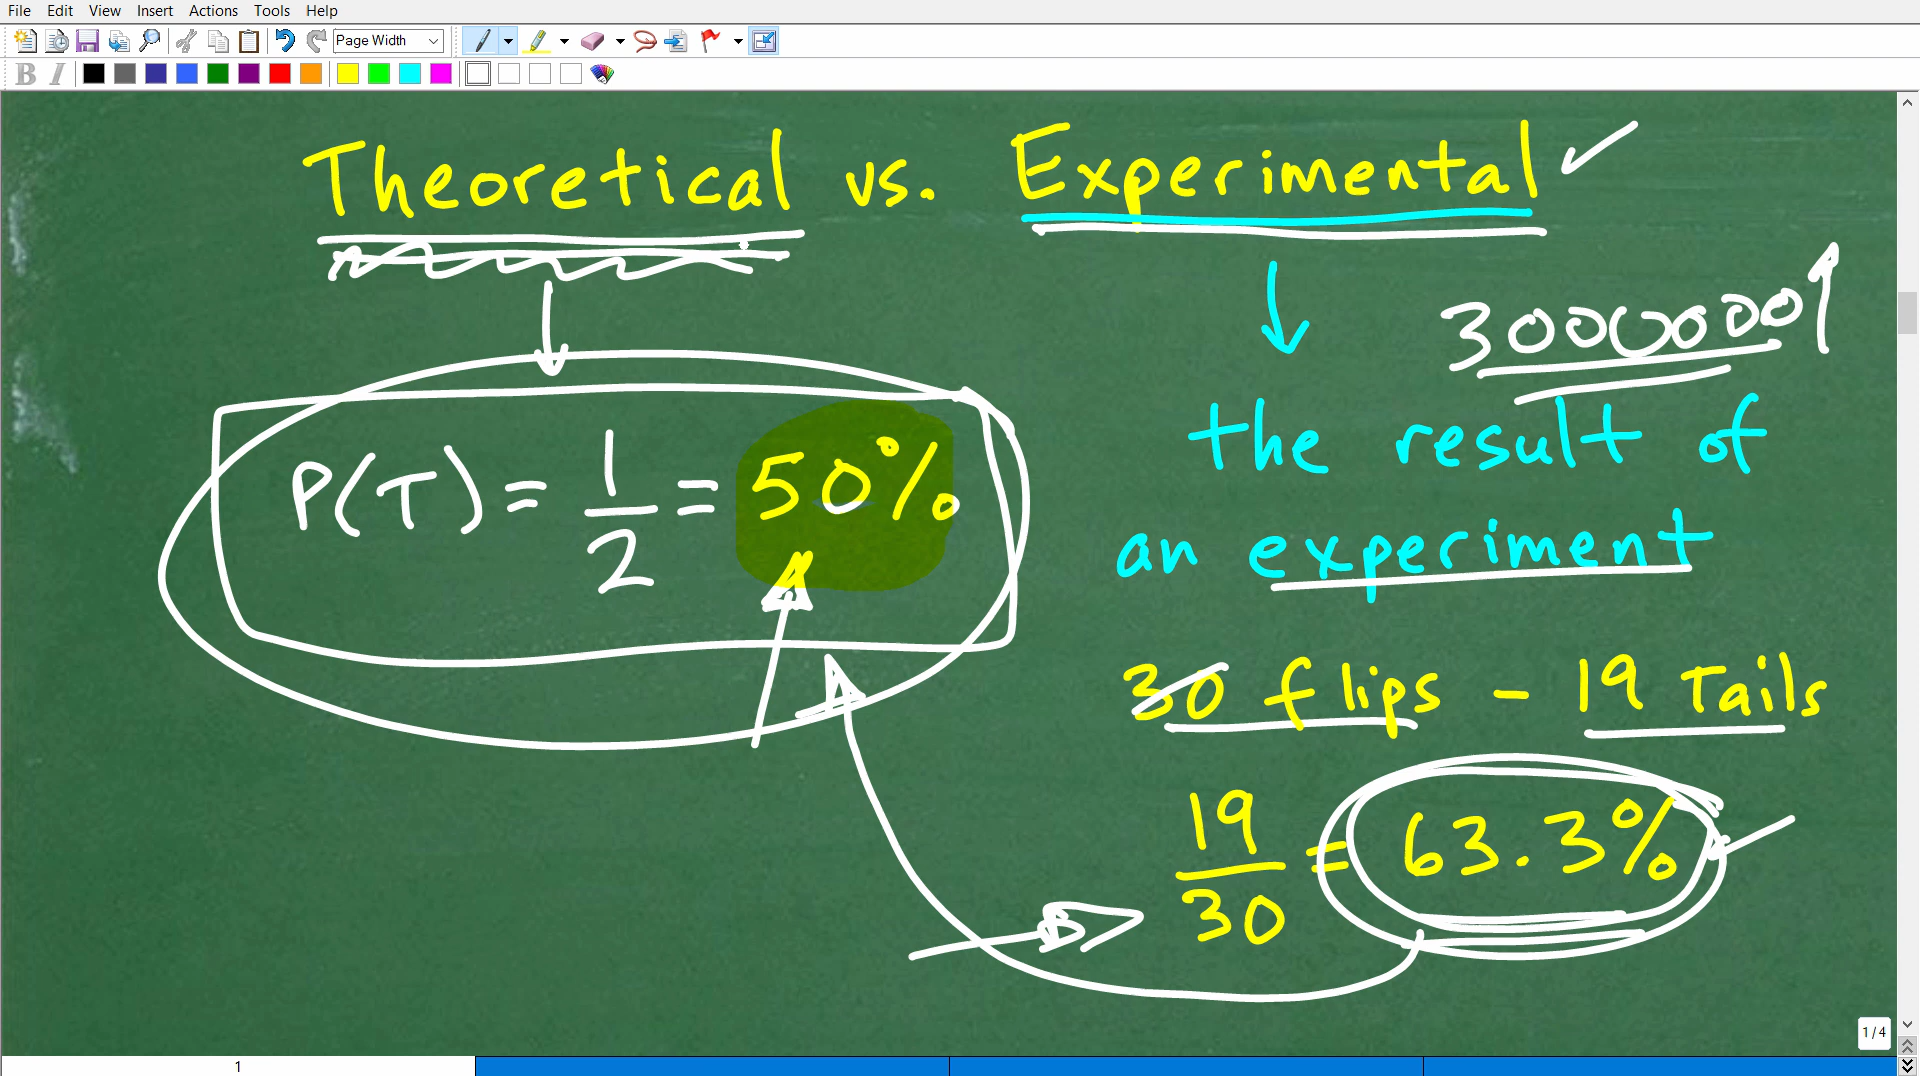 File Edit View Insert Actions Tools Help
Page Width
B I
Theoretical vs. Experimental
30000000
P(T) = 1/2 = 50%
the result of
an experiment
30 flips - 19 Tails
19/30 = 63.3%
1 / 4
1